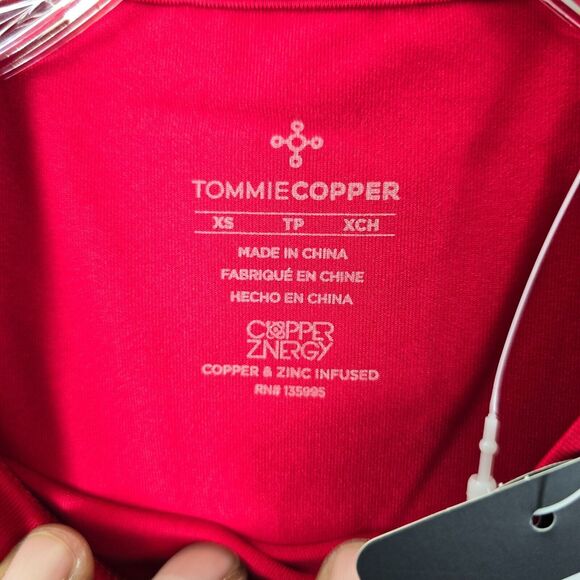 TOMMIECOPPER
XS TP XCH
MADE IN CHINA
FABRIQUÉ EN CHINE
HECHO EN CHINA
COPPER
ZNERGY
COPPER & ZINC INFUSED
RN# 135995